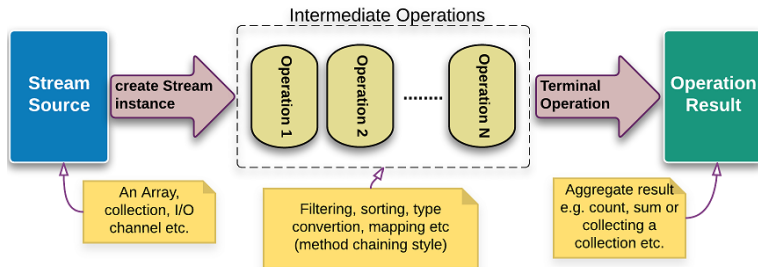 Intermediate Operations
Stream
Source
create Stream
instance
Operation 1
Operation 2
........
Operation N
Terminal
Operation
Operation
Result
An Array,
collection, I/O
channel etc.
Filtering, sorting, type
convertion, mapping etc
(method chaining style)
Aggregate result
e.g. count, sum or
collecting a
collection etc.